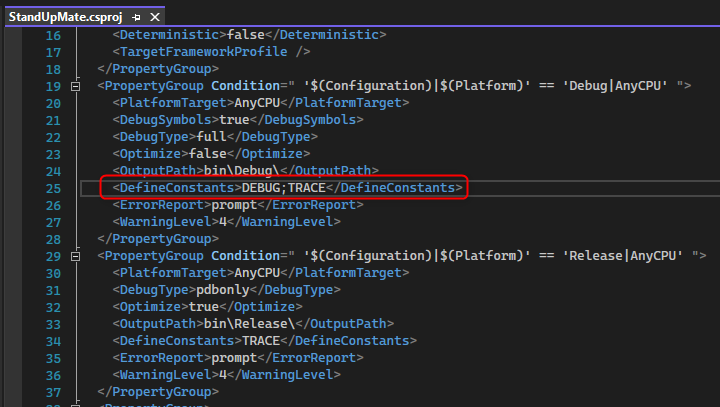 StandUpMate.csproj
16 <Deterministic>false</Deterministic>
17 <TargetFrameworkProfile />
18 </PropertyGroup>
19 <PropertyGroup Condition=" '$(Configuration)|$(Platform)' == 'Debug|AnyCPU' ">
20 <PlatformTarget>AnyCPU</PlatformTarget>
21 <DebugSymbols>true</DebugSymbols>
22 <DebugType>full</DebugType>
23 <Optimize>false</Optimize>
24 <OutputPath>bin\Debug\</OutputPath>
25 <DefineConstants>DEBUG;TRACE</DefineConstants>
26 <ErrorReport>prompt</ErrorReport>
27 <WarningLevel>4</WarningLevel>
28 </PropertyGroup>
29 <PropertyGroup Condition=" '$(Configuration)|$(Platform)' == 'Release|AnyCPU' ">
30 <PlatformTarget>AnyCPU</PlatformTarget>
31 <DebugType>pdbonly</DebugType>
32 <Optimize>true</Optimize>
33 <OutputPath>bin\Release\</OutputPath>
34 <DefineConstants>TRACE</DefineConstants>
35 <ErrorReport>prompt</ErrorReport>
36 <WarningLevel>4</WarningLevel>
37 </PropertyGroup>